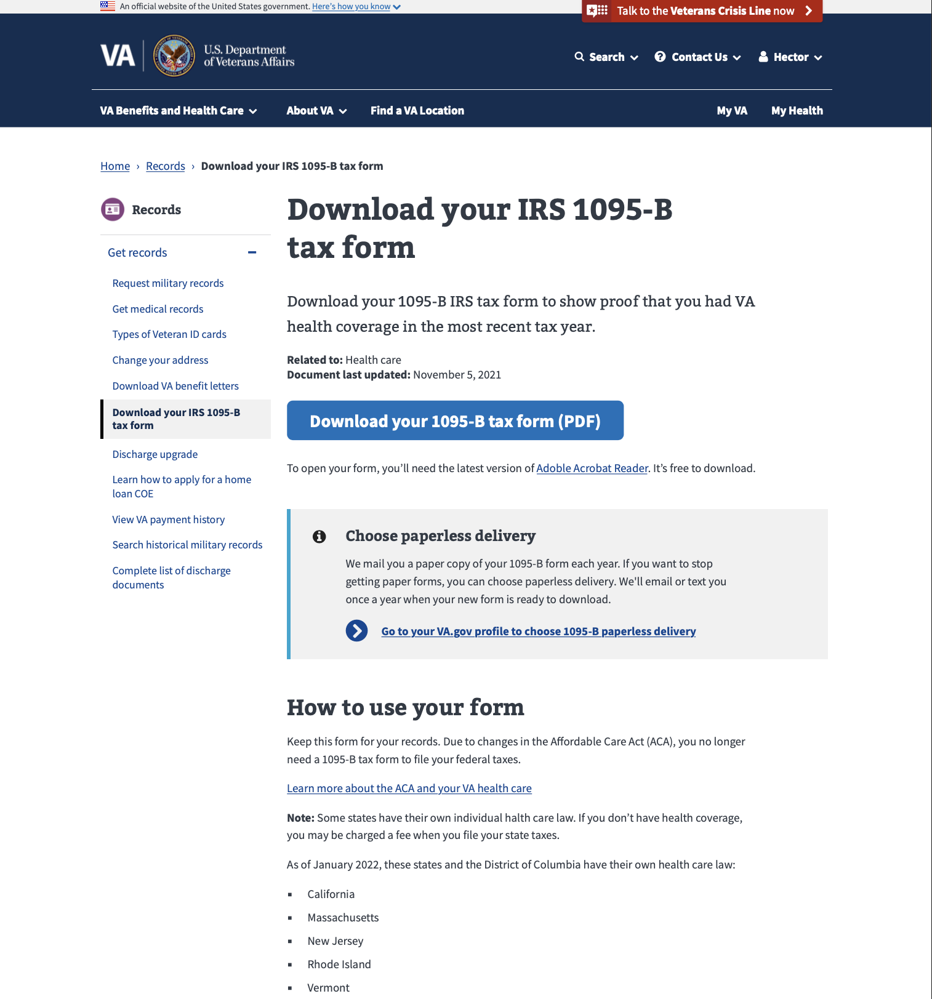 An official website of the United States government. Here's how you know
Talk to the Veterans Crisis Line now
VA
U.S. Department
of Veterans Affairs
Search
Contact Us
Hector
VA Benefits and Health Care
About VA
Find a VA Location
My VA
My Health
Home › Records › Download your IRS 1095-B tax form
Records
Get records
Request military records
Get medical records
Types of Veteran ID cards
Change your address
Download VA benefit letters
Download your IRS 1095-B
tax form
Discharge upgrade
Learn how to apply for a home
loan COE
View VA payment history
Search historical military records
Complete list of discharge
documents
Download your IRS 1095-B
tax form
Download your 1095-B IRS tax form to show proof that you had VA
health coverage in the most recent tax year.
Related to: Health care
Document last updated: November 5, 2021
Download your 1095-B tax form (PDF)
To open your form, you'll need the latest version of Adoble Acrobat Reader. It's free to download.
Choose paperless delivery
We mail you a paper copy of your 1095-B form each year. If you want to stop
getting paper forms, you can choose paperless delivery. We'll email or text you
once a year when your new form is ready to download.
Go to your VA.gov profile to choose 1095-B paperless delivery
How to use your form
Keep this form for your records. Due to changes in the Affordable Care Act (ACA), you no longer
need a 1095-B tax form to file your federal taxes.
Learn more about the ACA and your VA health care
Note: Some states have their own individual halth care law. If you don't have health coverage,
you may be charged a fee when you file your state taxes.
As of January 2022, these states and the District of Columbia have their own health care law:
▪ California
▪ Massachusetts
▪ New Jersey
▪ Rhode Island
▪ Vermont